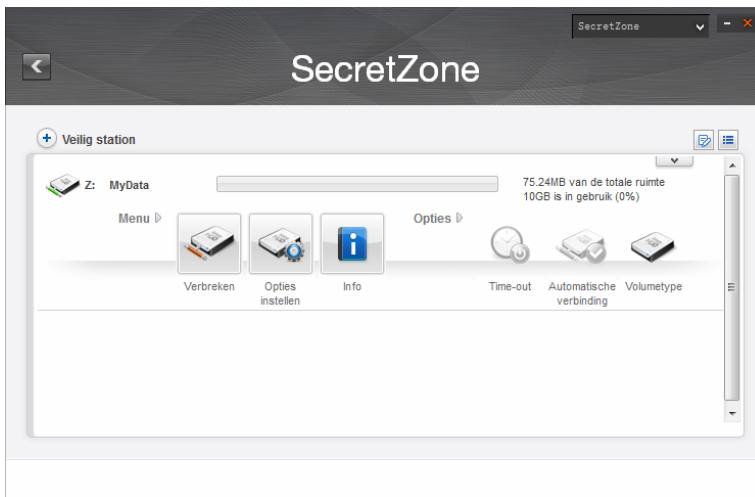 SecretZone
SecretZone
Veilig station
Z: MyData
75.24MB van de totale ruimte
10GB is in gebruik (0%)
Menu
Opties
Verbreken
Opties
instellen
Info
Time-out
Automatische
verbinding
Volumetype